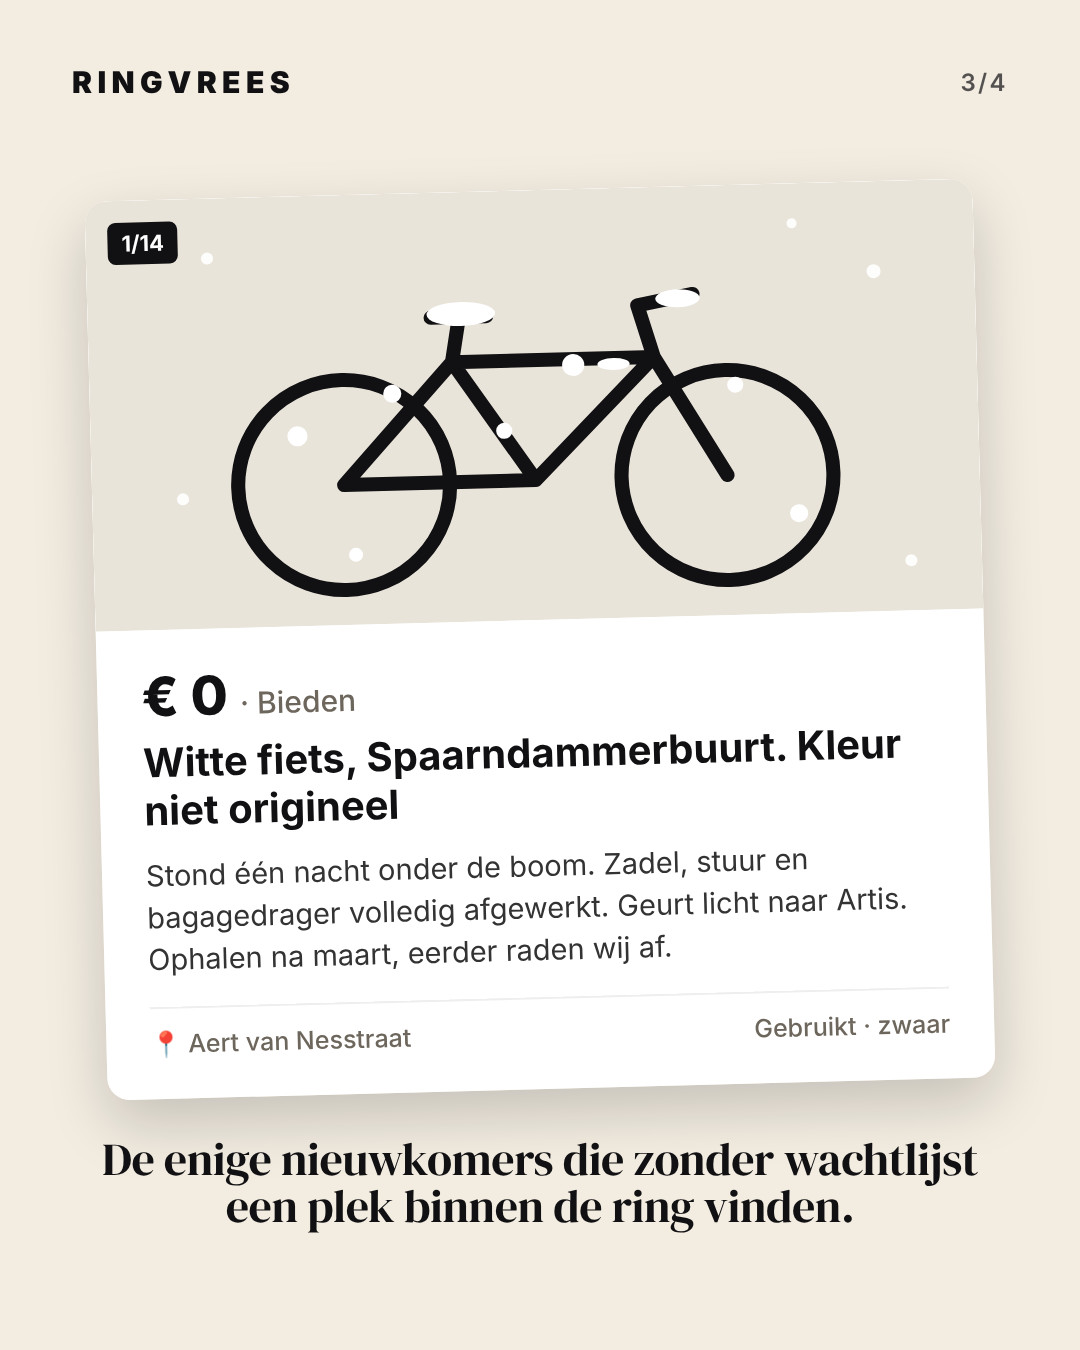 RINGVREES
3/4
1/14
€ 0 · Bieden
Witte fiets, Spaarndammerbuurt. Kleur
niet origineel
Stond één nacht onder de boom. Zadel, stuur en
bagagedrager volledig afgewerkt. Geurt licht naar Artis.
Ophalen na maart, eerder raden wij af.
📍 Aert van Nesstraat
Gebruikt · zwaar
De enige nieuwkomers die zonder wachtlijst
een plek binnen de ring vinden.